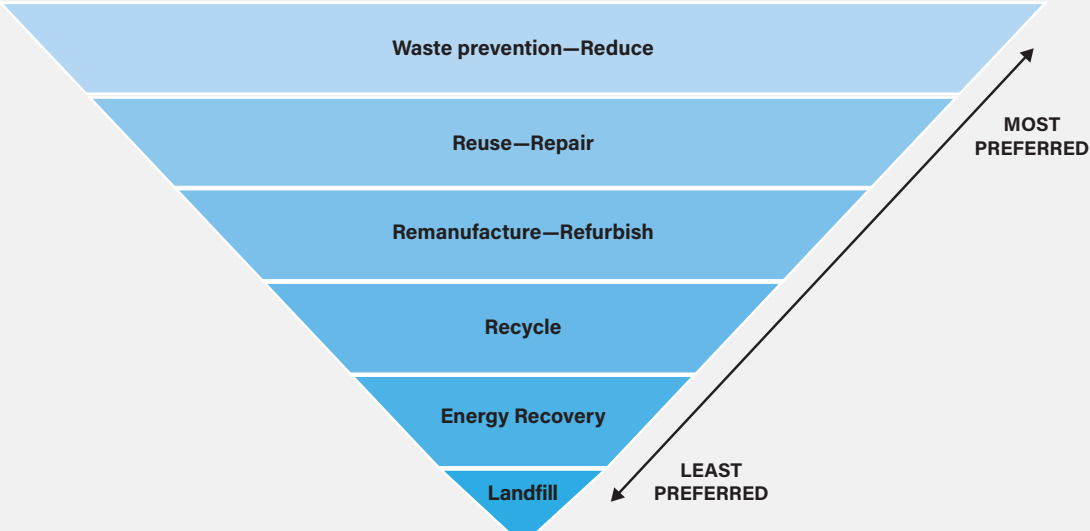 Waste prevention—Reduce
MOST
PREFERRED
Reuse—Repair
Remanufacture—Refurbish
Recycle
Energy Recovery
LEAST
PREFERRED
Landfill